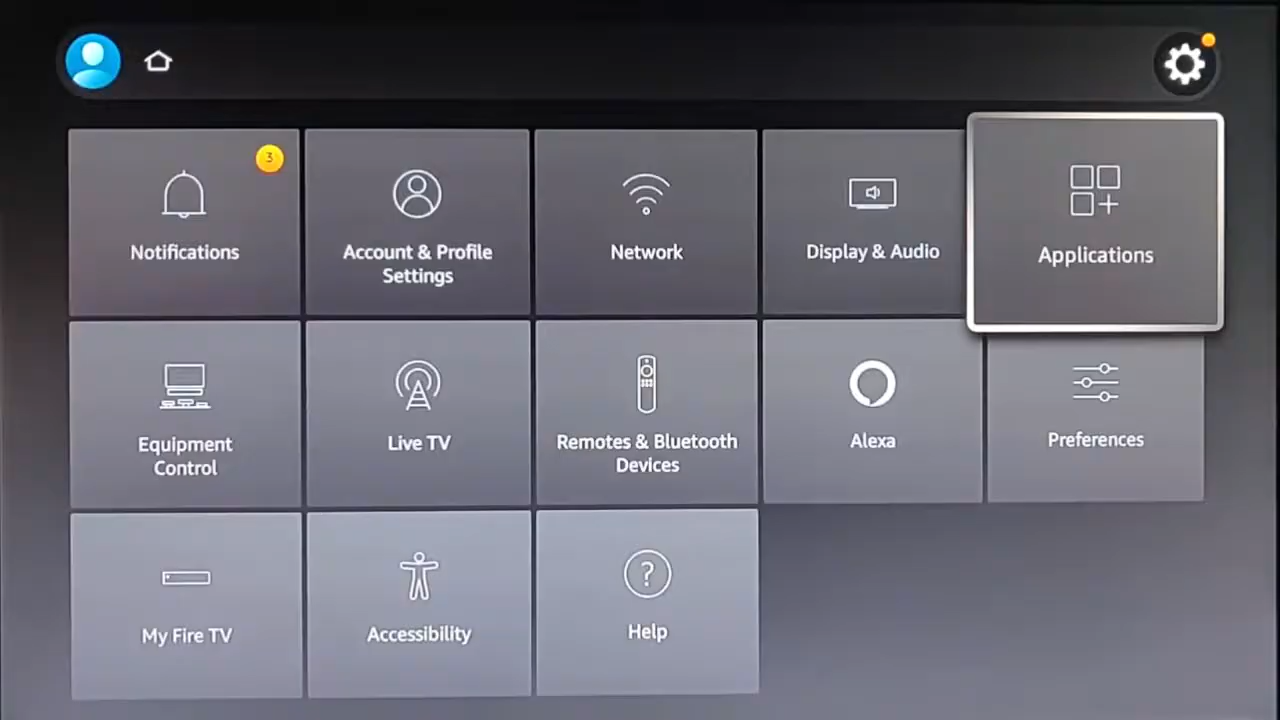 3
Notifications
Account & Profile
Settings
Network
Display & Audio
Applications
Equipment
Control
Live TV
Remotes & Bluetooth
Devices
Alexa
Preferences
My Fire TV
Accessibility
?
Help